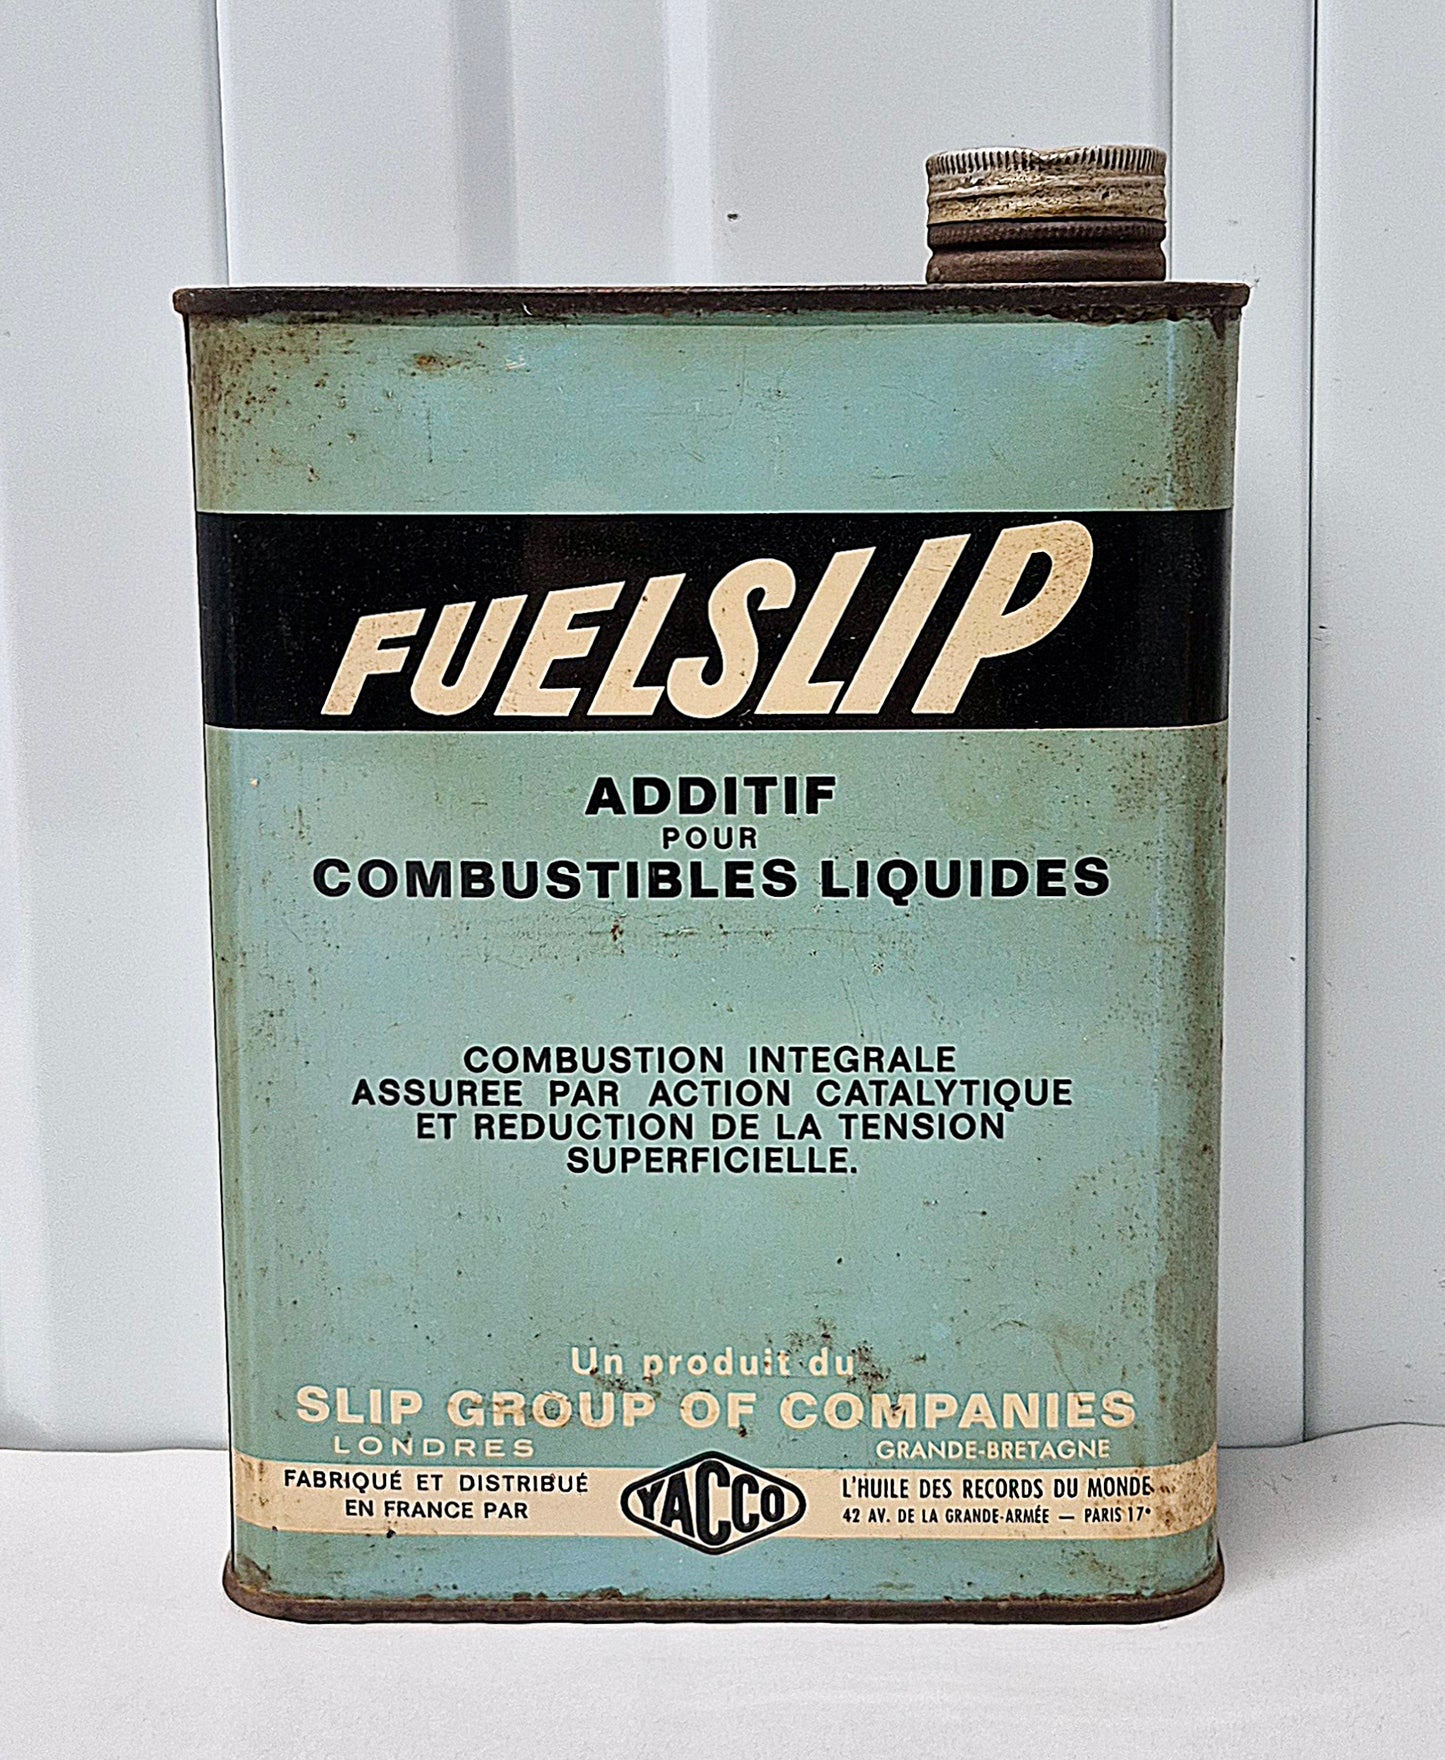 FUELSLIP
ADDITIF
POUR
COMBUSTIBLES LIQUIDES
COMBUSTION INTEGRALE
ASSUREE PAR ACTION CATALYTIQUE
ET REDUCTION DE LA TENSION
SUPERFICIELLE.
Un produit du
SLIP GROUP OF COMPANIES
LONDRES GRANDE-BRETAGNE
FABRIQUÉ ET DISTRIBUÉ
EN FRANCE PAR
YACCO
L'HUILE DES RECORDS DU MONDE
42 AV. DE LA GRANDE-ARMÉE — PARIS 17e